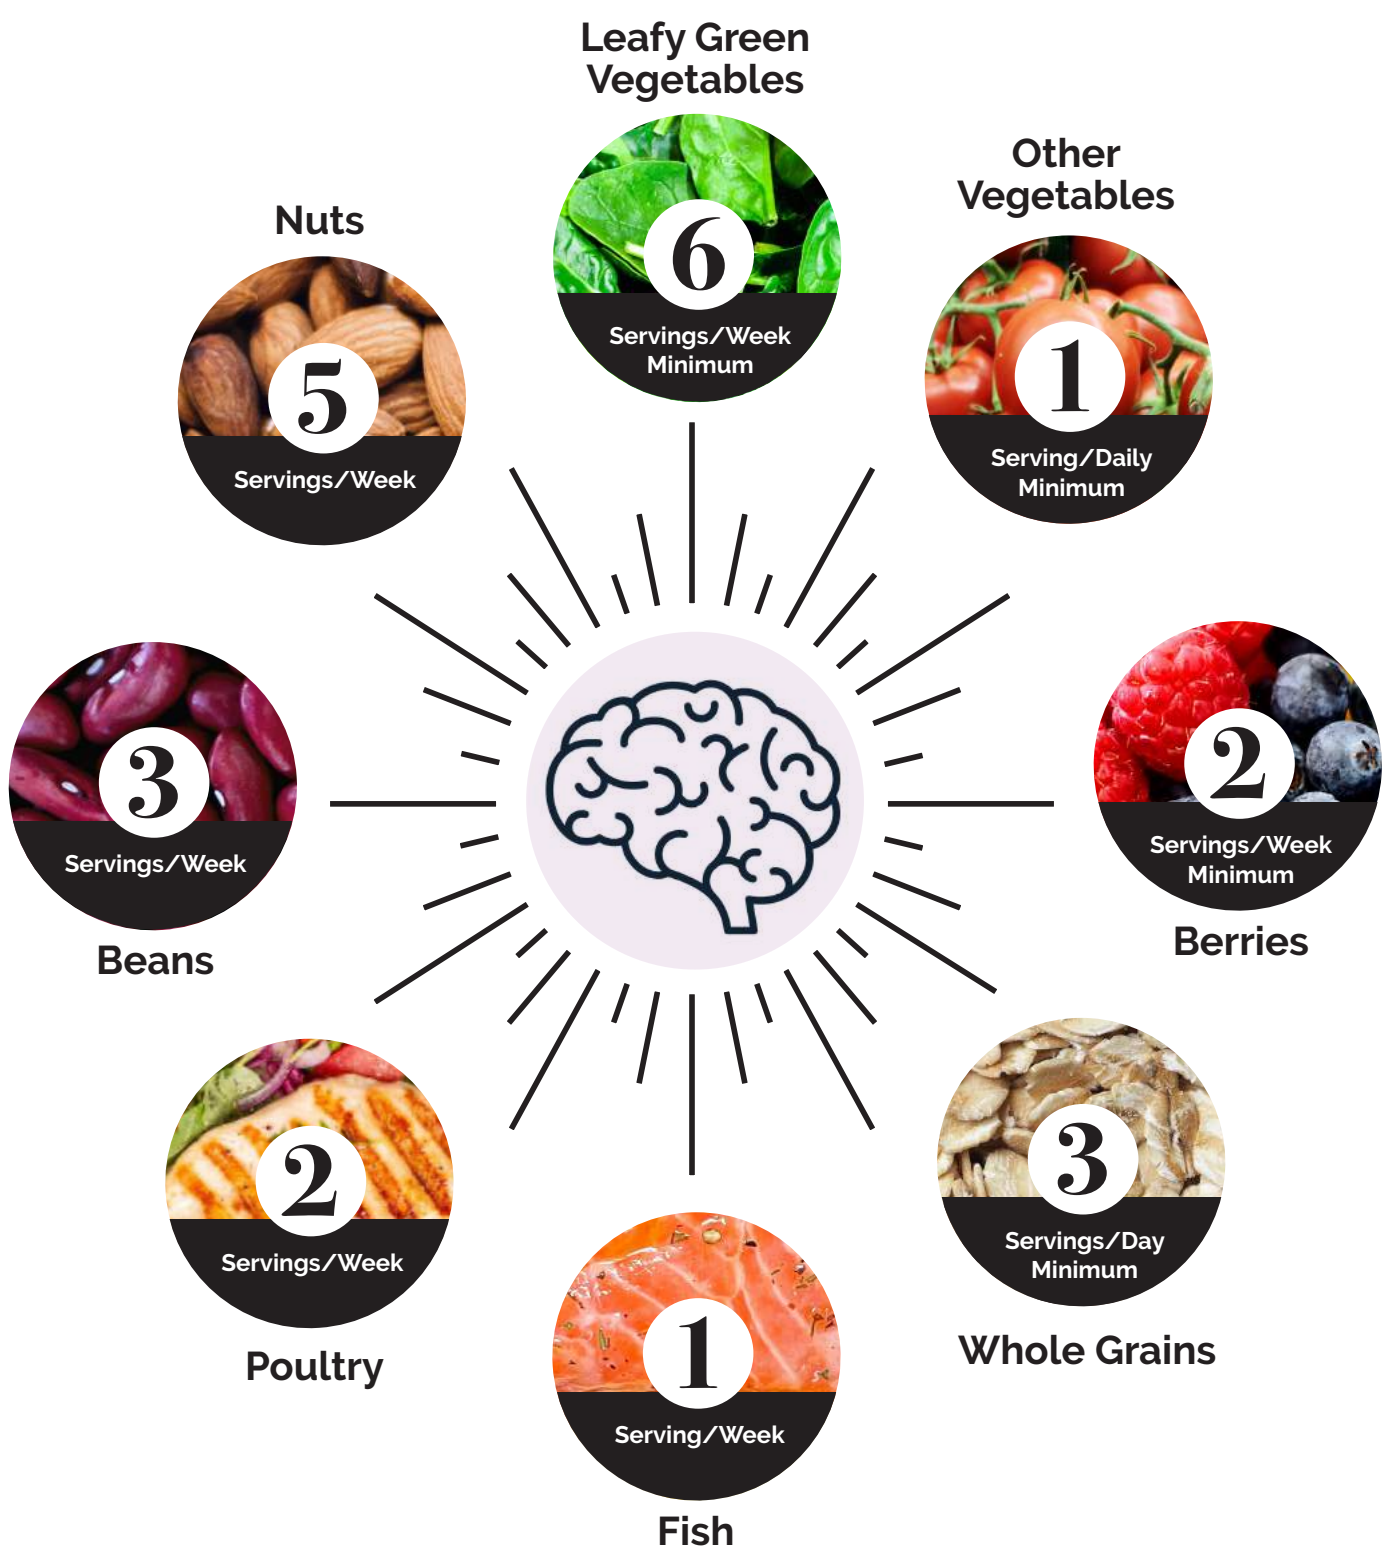 Leafy Green
Vegetables
6
Servings/Week
Minimum
Other
Vegetables
1
Serving/Daily
Minimum
2
Servings/Week
Minimum
Berries
3
Servings/Day
Minimum
Whole Grains
1
Serving/Week
Fish
2
Servings/Week
Poultry
3
Servings/Week
Beans
Nuts
5
Servings/Week